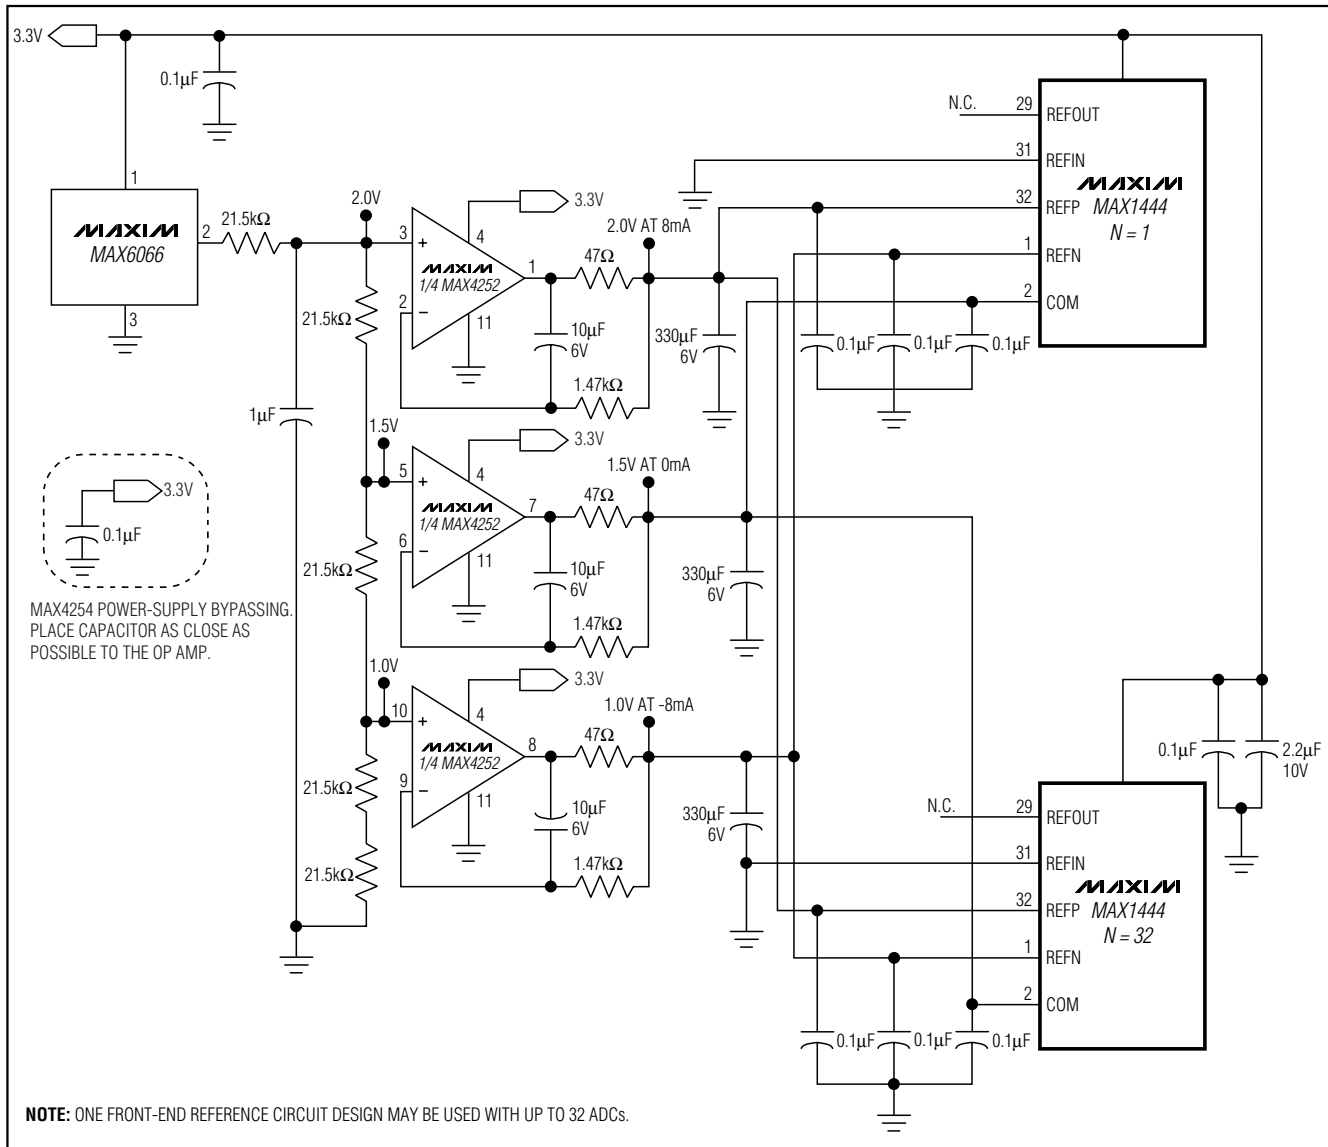 3.3V
0.1µF
1
MAXIM
MAX6066
2
3
21.5kΩ
2.0V
21.5kΩ
1µF
3
+
4
3.3V
MAXIM
1/4 MAX4252
2
−
11
1
47Ω
2.0V AT 8mA
10µF
6V
1.47kΩ
330µF
6V
N.C.
29
REFOUT
31
REFIN
32
REFP
1
REFN
2
COM
MAXIM
MAX1444
N = 1
0.1µF
0.1µF
0.1µF
1.5V
5
+
4
3.3V
MAXIM
1/4 MAX4252
6
−
11
7
47Ω
1.5V AT 0mA
10µF
6V
1.47kΩ
330µF
6V
21.5kΩ
3.3V
0.1µF
MAX4254 POWER-SUPPLY BYPASSING.
PLACE CAPACITOR AS CLOSE AS
POSSIBLE TO THE OP AMP.
1.0V
10
+
4
3.3V
MAXIM
1/4 MAX4252
9
−
11
8
47Ω
1.0V AT -8mA
10µF
6V
1.47kΩ
330µF
6V
21.5kΩ
21.5kΩ
0.1µF
2.2µF
10V
N.C.
29
REFOUT
31
REFIN
32
REFP
1
REFN
2
COM
MAXIM
MAX1444
N = 32
0.1µF
0.1µF
0.1µF
NOTE: ONE FRONT-END REFERENCE CIRCUIT DESIGN MAY BE USED WITH UP TO 32 ADCs.